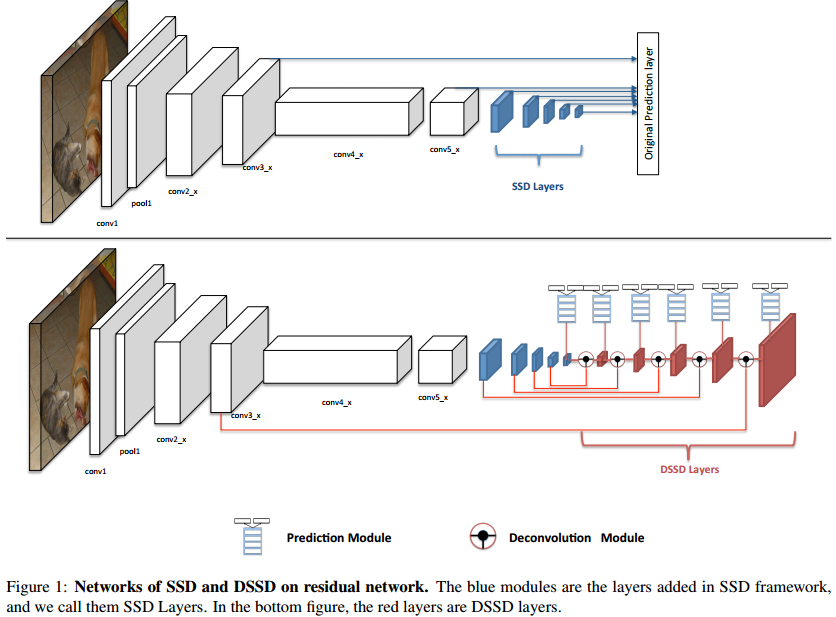 Original Prediction layer
conv3_x
conv4_x
conv5_x
SSD Layers
conv2_x
pool1
conv1
conv3_x
conv4_x
conv5_x
conv2_x
pool1
conv1
DSSD Layers
Prediction Module
Deconvolution Module
Figure 1: Networks of SSD and DSSD on residual network. The blue modules are the layers added in SSD framework,
and we call them SSD Layers. In the bottom figure, the red layers are DSSD layers.